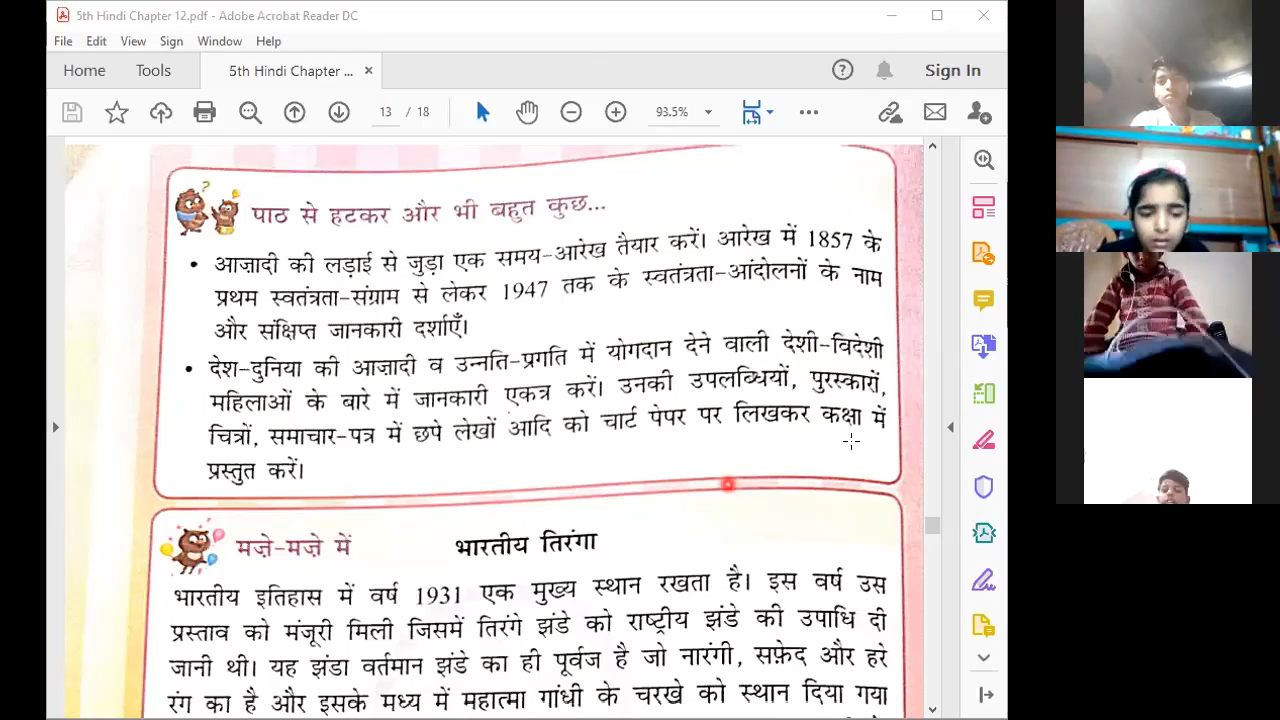 5th Hindi Chapter 12.pdf - Adobe Acrobat Reader DC
File Edit View Sign Window Help
Home Tools 5th Hindi Chapter ... × Sign In
13 / 18 93.5%
पाठ से हटकर और भी बहुत कुछ...
• आज़ादी की लड़ाई से जुड़ा एक समय-आरेख तैयार करें। आरेख में 1857 के
प्रथम स्वतंत्रता-संग्राम से लेकर 1947 तक के स्वतंत्रता-आंदोलनों के नाम
और संक्षिप्त जानकारी दर्शाएँ।
• देश-दुनिया की आज़ादी व उन्नति-प्रगति में योगदान देने वाली देशी-विदेशी
महिलाओं के बारे में जानकारी एकत्र करें। उनकी उपलब्धियों, पुरस्कारों,
चित्रों, समाचार-पत्र में छपे लेखों आदि को चार्ट पेपर पर लिखकर कक्षा में
प्रस्तुत करें।
मज़े-मज़े में भारतीय तिरंगा
भारतीय इतिहास में वर्ष 1931 एक मुख्य स्थान रखता है। इस वर्ष उस
प्रस्ताव को मंजूरी मिली जिसमें तिरंगे झंडे को राष्ट्रीय झंडे की उपाधि दी
जानी थी। यह झंडा वर्तमान झंडे का ही पूर्वज है जो नारंगी, सफ़ेद और हरे
रंग का है और इसके मध्य में महात्मा गांधी के चरखे को स्थान दिया गया